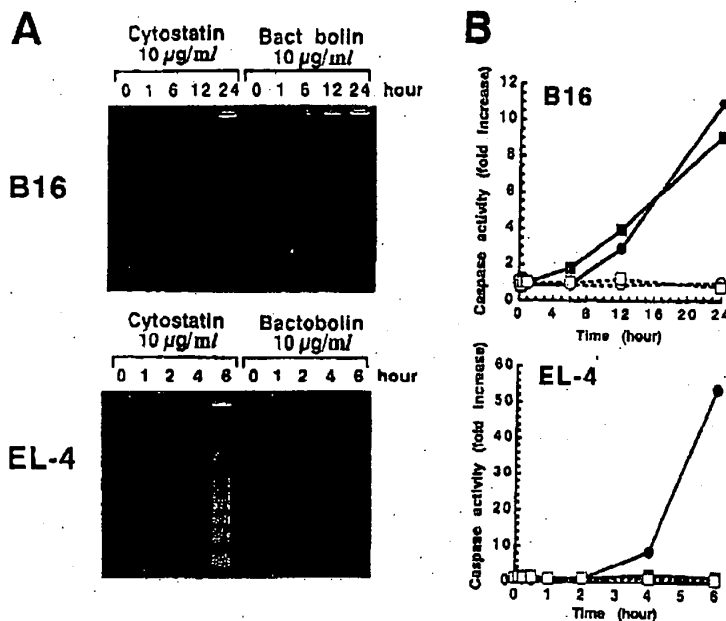 A
Cytostatin Bact bolin
10 µg/ml 10 µg/ml
0 1 6 12 24 0 1 6 12 24 hour
B16
Cytostatin Bactobolin
10 µg/ml 10 µg/ml
0 1 2 4 6 0 1 2 4 6 hour
EL-4
B
B16
Caspase activity (fold increase)
12
10
8
6
4
2
0
0 4 8 12 16 20 24
Time (hour)
EL-4
Caspase activity (fold increase)
60
50
40
30
20
10
0
0 1 2 3 4 5 6
Time (hour)